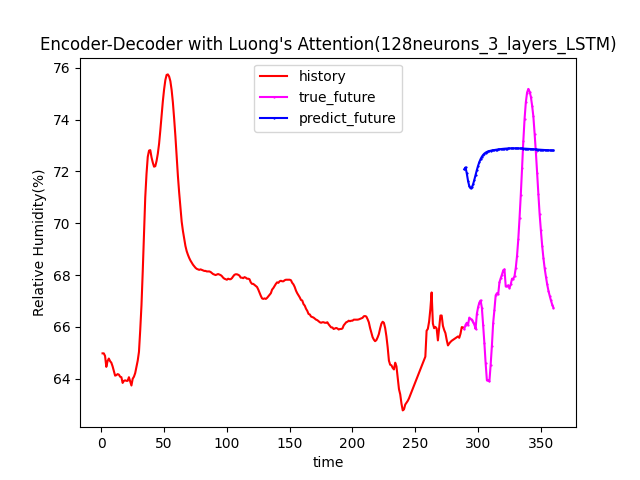 Encoder-Decoder with Luong's Attention(128neurons_3_layers_LSTM)
history
true_future
predict_future
Relative Humidity(%)
76
74
72
70
68
66
64
0 50 100 150 200 250 300 350
time